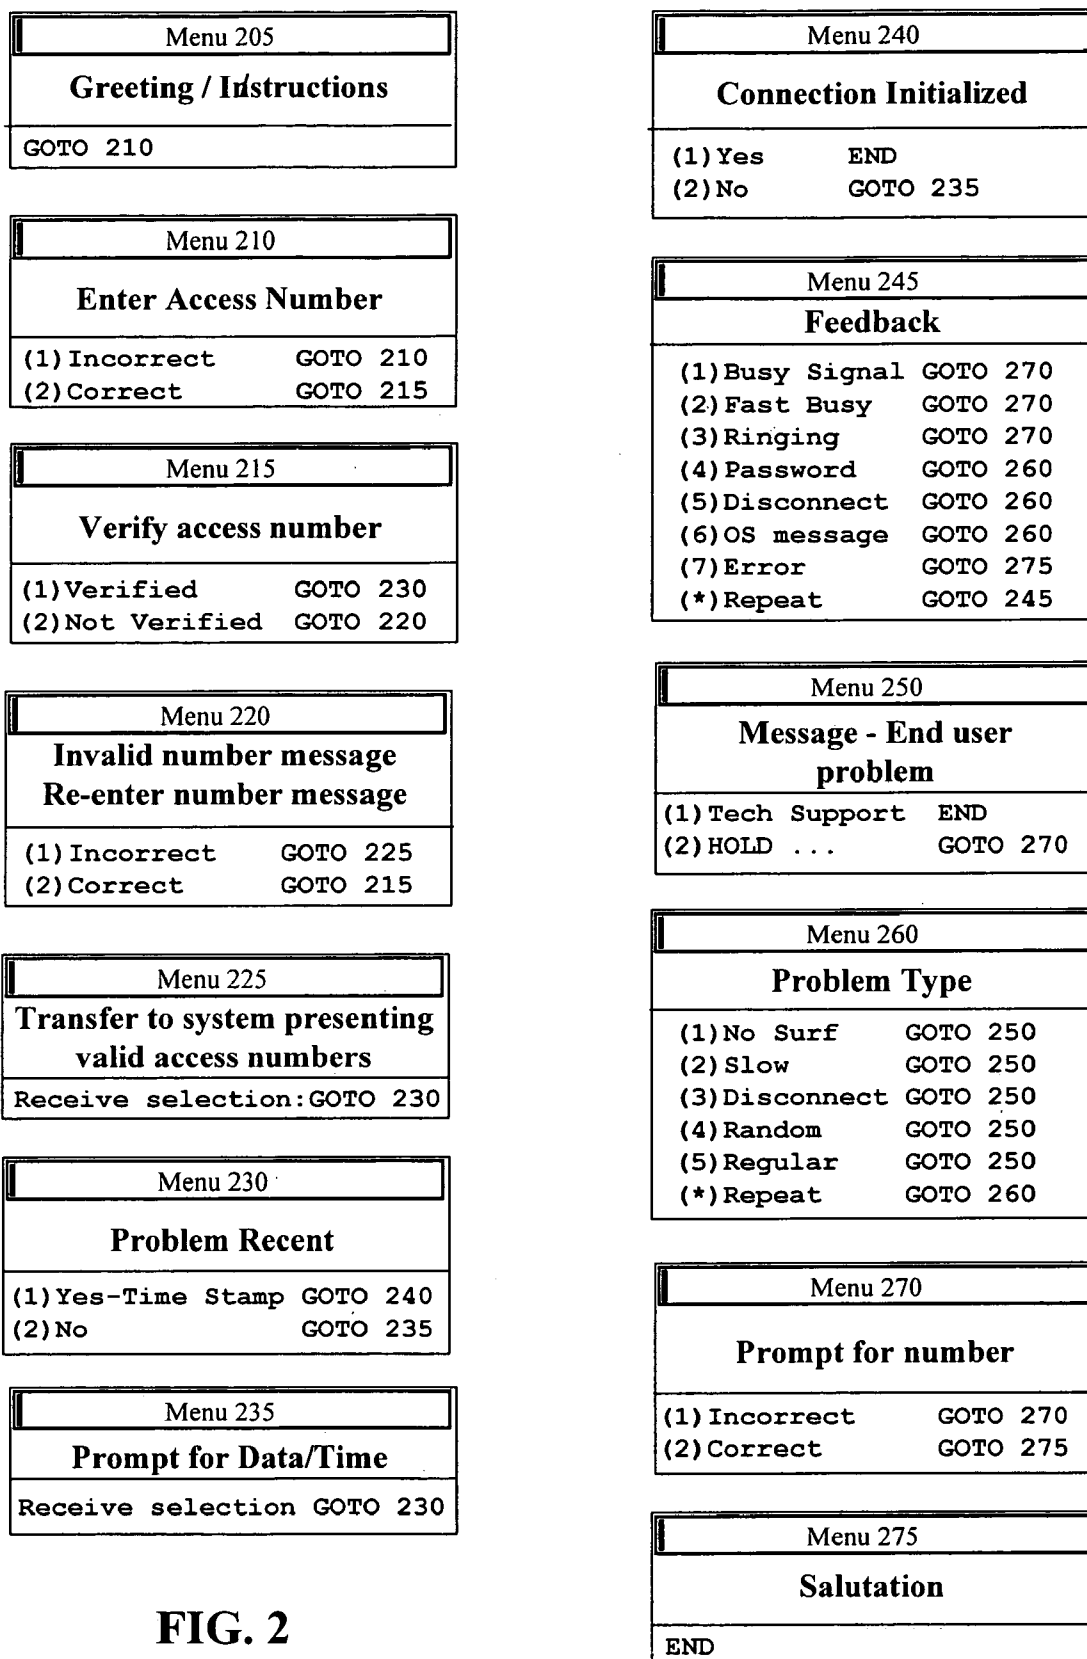 Menu 205
Greeting / Instructions
GOTO 210
Menu 210
Enter Access Number
(1)Incorrect GOTO 210
(2)Correct GOTO 215
Menu 215
Verify access number
(1)Verified GOTO 230
(2)Not Verified GOTO 220
Menu 220
Invalid number message
Re-enter number message
(1)Incorrect GOTO 225
(2)Correct GOTO 215
Menu 225
Transfer to system presenting
valid access numbers
Receive selection:GOTO 230
Menu 230
Problem Recent
(1)Yes-Time Stamp GOTO 240
(2)No GOTO 235
Menu 235
Prompt for Data/Time
Receive selection GOTO 230
FIG. 2
Menu 240
Connection Initialized
(1)Yes END
(2)No GOTO 235
Menu 245
Feedback
(1)Busy Signal GOTO 270
(2)Fast Busy GOTO 270
(3)Ringing GOTO 270
(4)Password GOTO 260
(5)Disconnect GOTO 260
(6)OS message GOTO 260
(7)Error GOTO 275
(*)Repeat GOTO 245
Menu 250
Message - End user
problem
(1)Tech Support END
(2)HOLD ... GOTO 270
Menu 260
Problem Type
(1)No Surf GOTO 250
(2)Slow GOTO 250
(3)Disconnect GOTO 250
(4)Random GOTO 250
(5)Regular GOTO 250
(*)Repeat GOTO 260
Menu 270
Prompt for number
(1)Incorrect GOTO 270
(2)Correct GOTO 275
Menu 275
Salutation
END